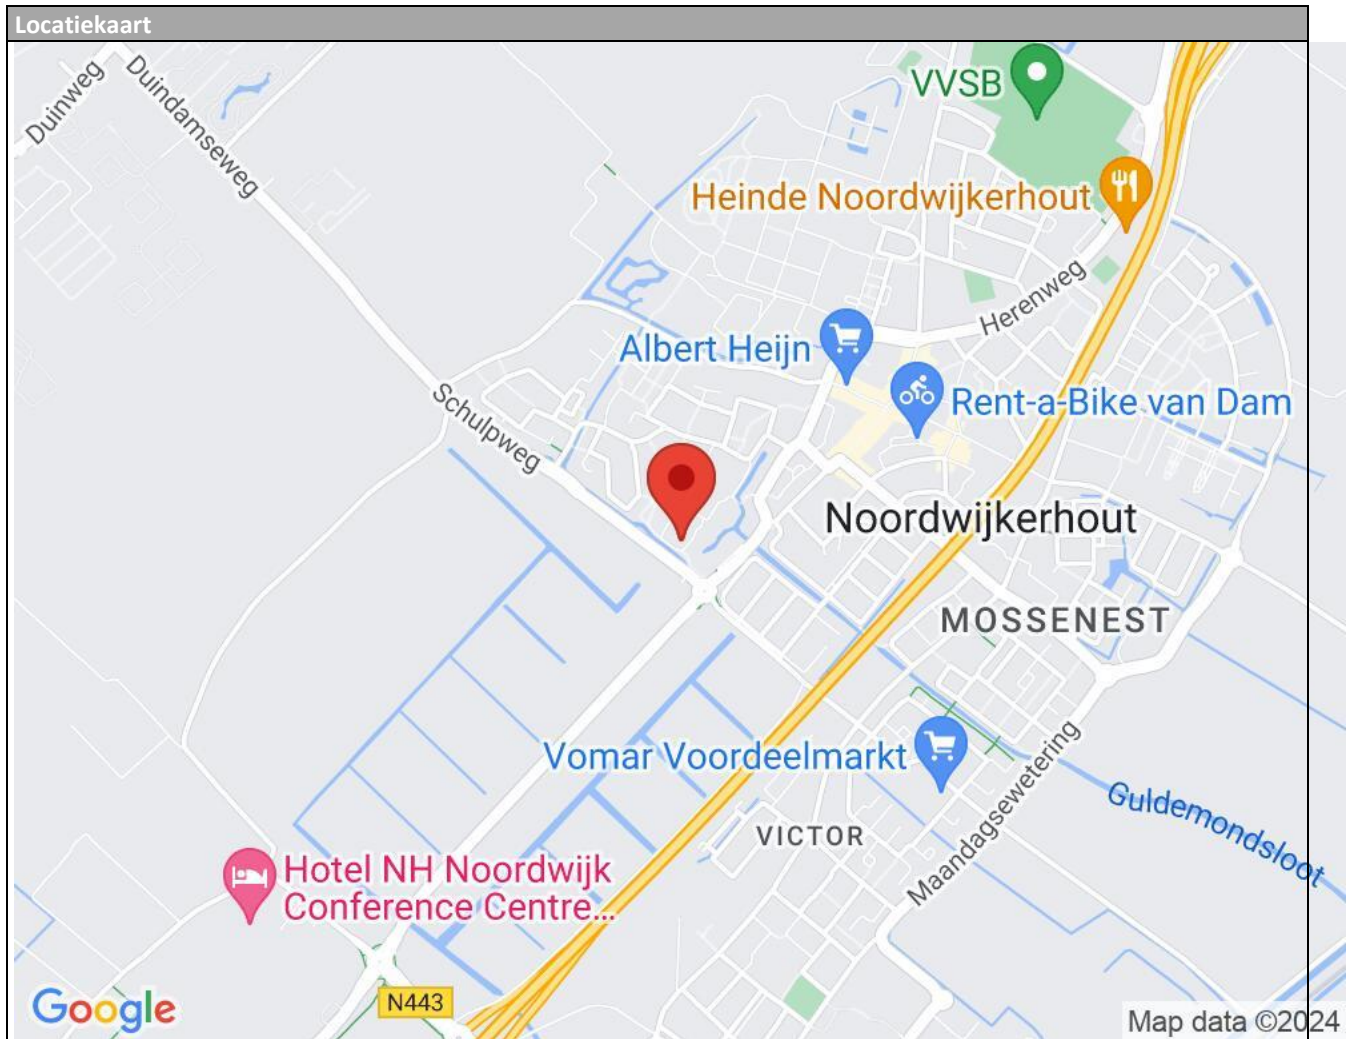 Locatiekaart
Duinweg
Duindamseweg
VVSB
Heinde Noordwijkerhout
Herenweg
Albert Heijn
Rent-a-Bike van Dam
Schulpweg
Noordwijkerhout
MOSSENEST
Vomar Voordeelmarkt
Maandagsewetering
Guldemondsloot
VICTOR
Hotel NH Noordwijk
Conference Centre...
N443
Google
Map data ©2024